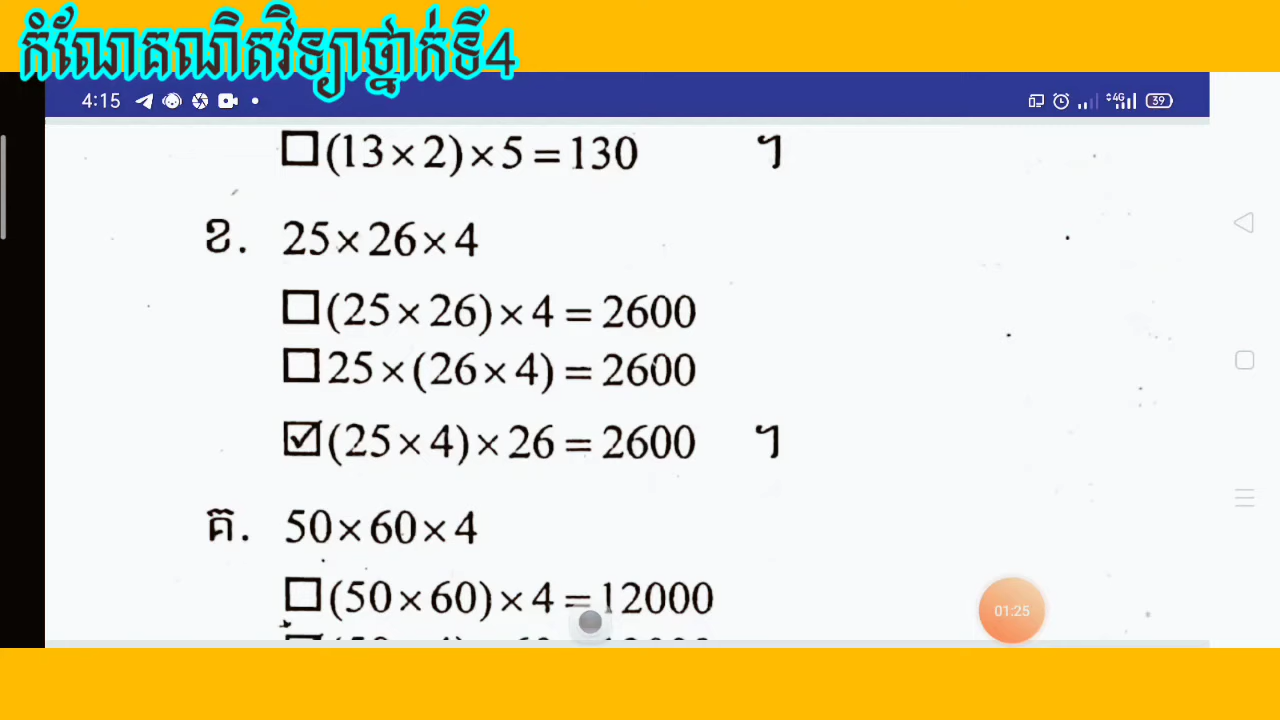 កំណែគណិតវិទ្យាថ្នាក់ទី4
4:15
4G 39
☐ (13 × 2) × 5 = 130 ។
ខ. 25 × 26 × 4
☐ (25 × 26) × 4 = 2600
☐ 25 × (26 × 4) = 2600
☑ (25 × 4) × 26 = 2600 ។
គ. 50 × 60 × 4
☐ (50 × 60) × 4 = 12000
01:25